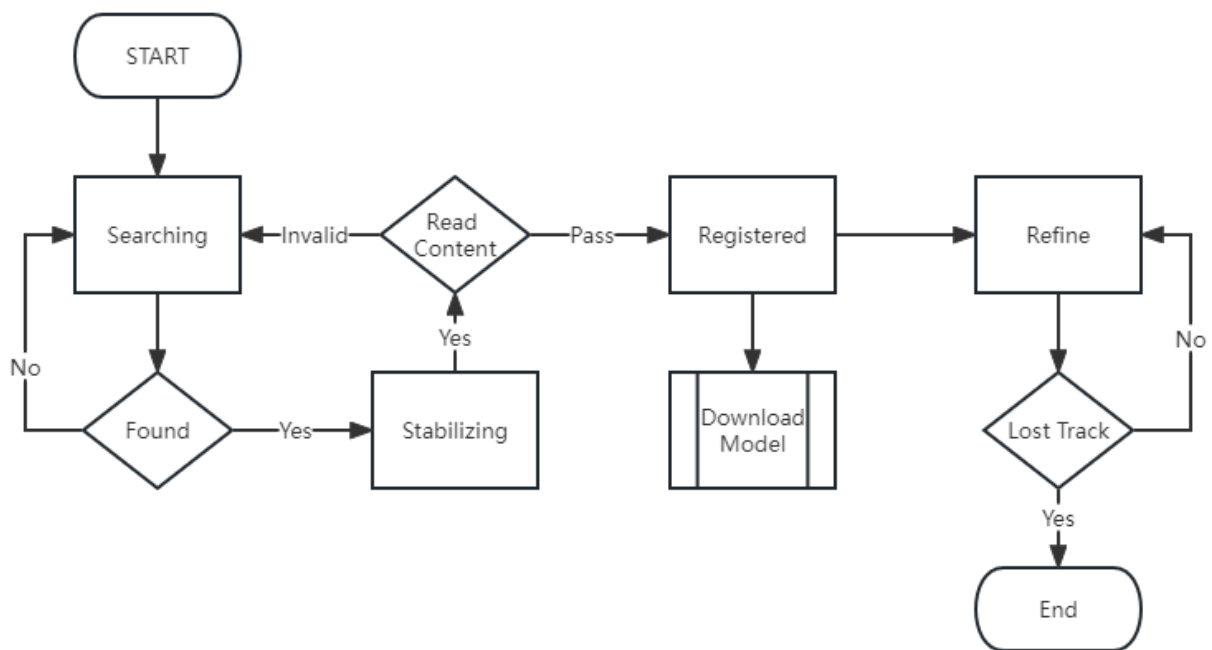 START
Searching
Invalid
Read
Content
Pass
Registered
Refine
No
Yes
No
Found
Yes
Stabilizing
Download
Model
Lost Track
Yes
End